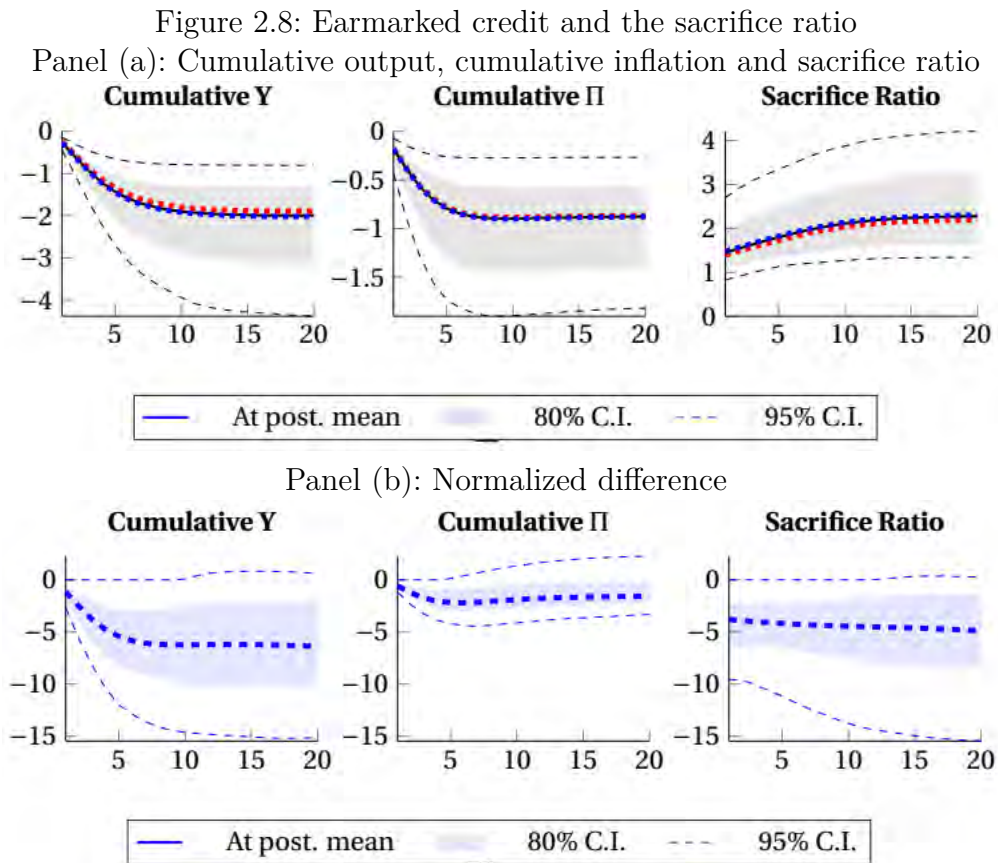 Figure 2.8: Earmarked credit and the sacrifice ratio
Panel (a): Cumulative output, cumulative inflation and sacrifice ratio
Cumulative Y Cumulative Π Sacrifice Ratio
0 −1 −2 −3 −4
5 10 15 20
0 −0.5 −1 −1.5
5 10 15 20
4 3 2 1 0
5 10 15 20
At post. mean 80% C.I. 95% C.I.
Panel (b): Normalized difference
Cumulative Y Cumulative Π Sacrifice Ratio
0 −5 −10 −15
5 10 15 20
0 −5 −10 −15
5 10 15 20
0 −5 −10 −15
5 10 15 20
At post. mean 80% C.I. 95% C.I.